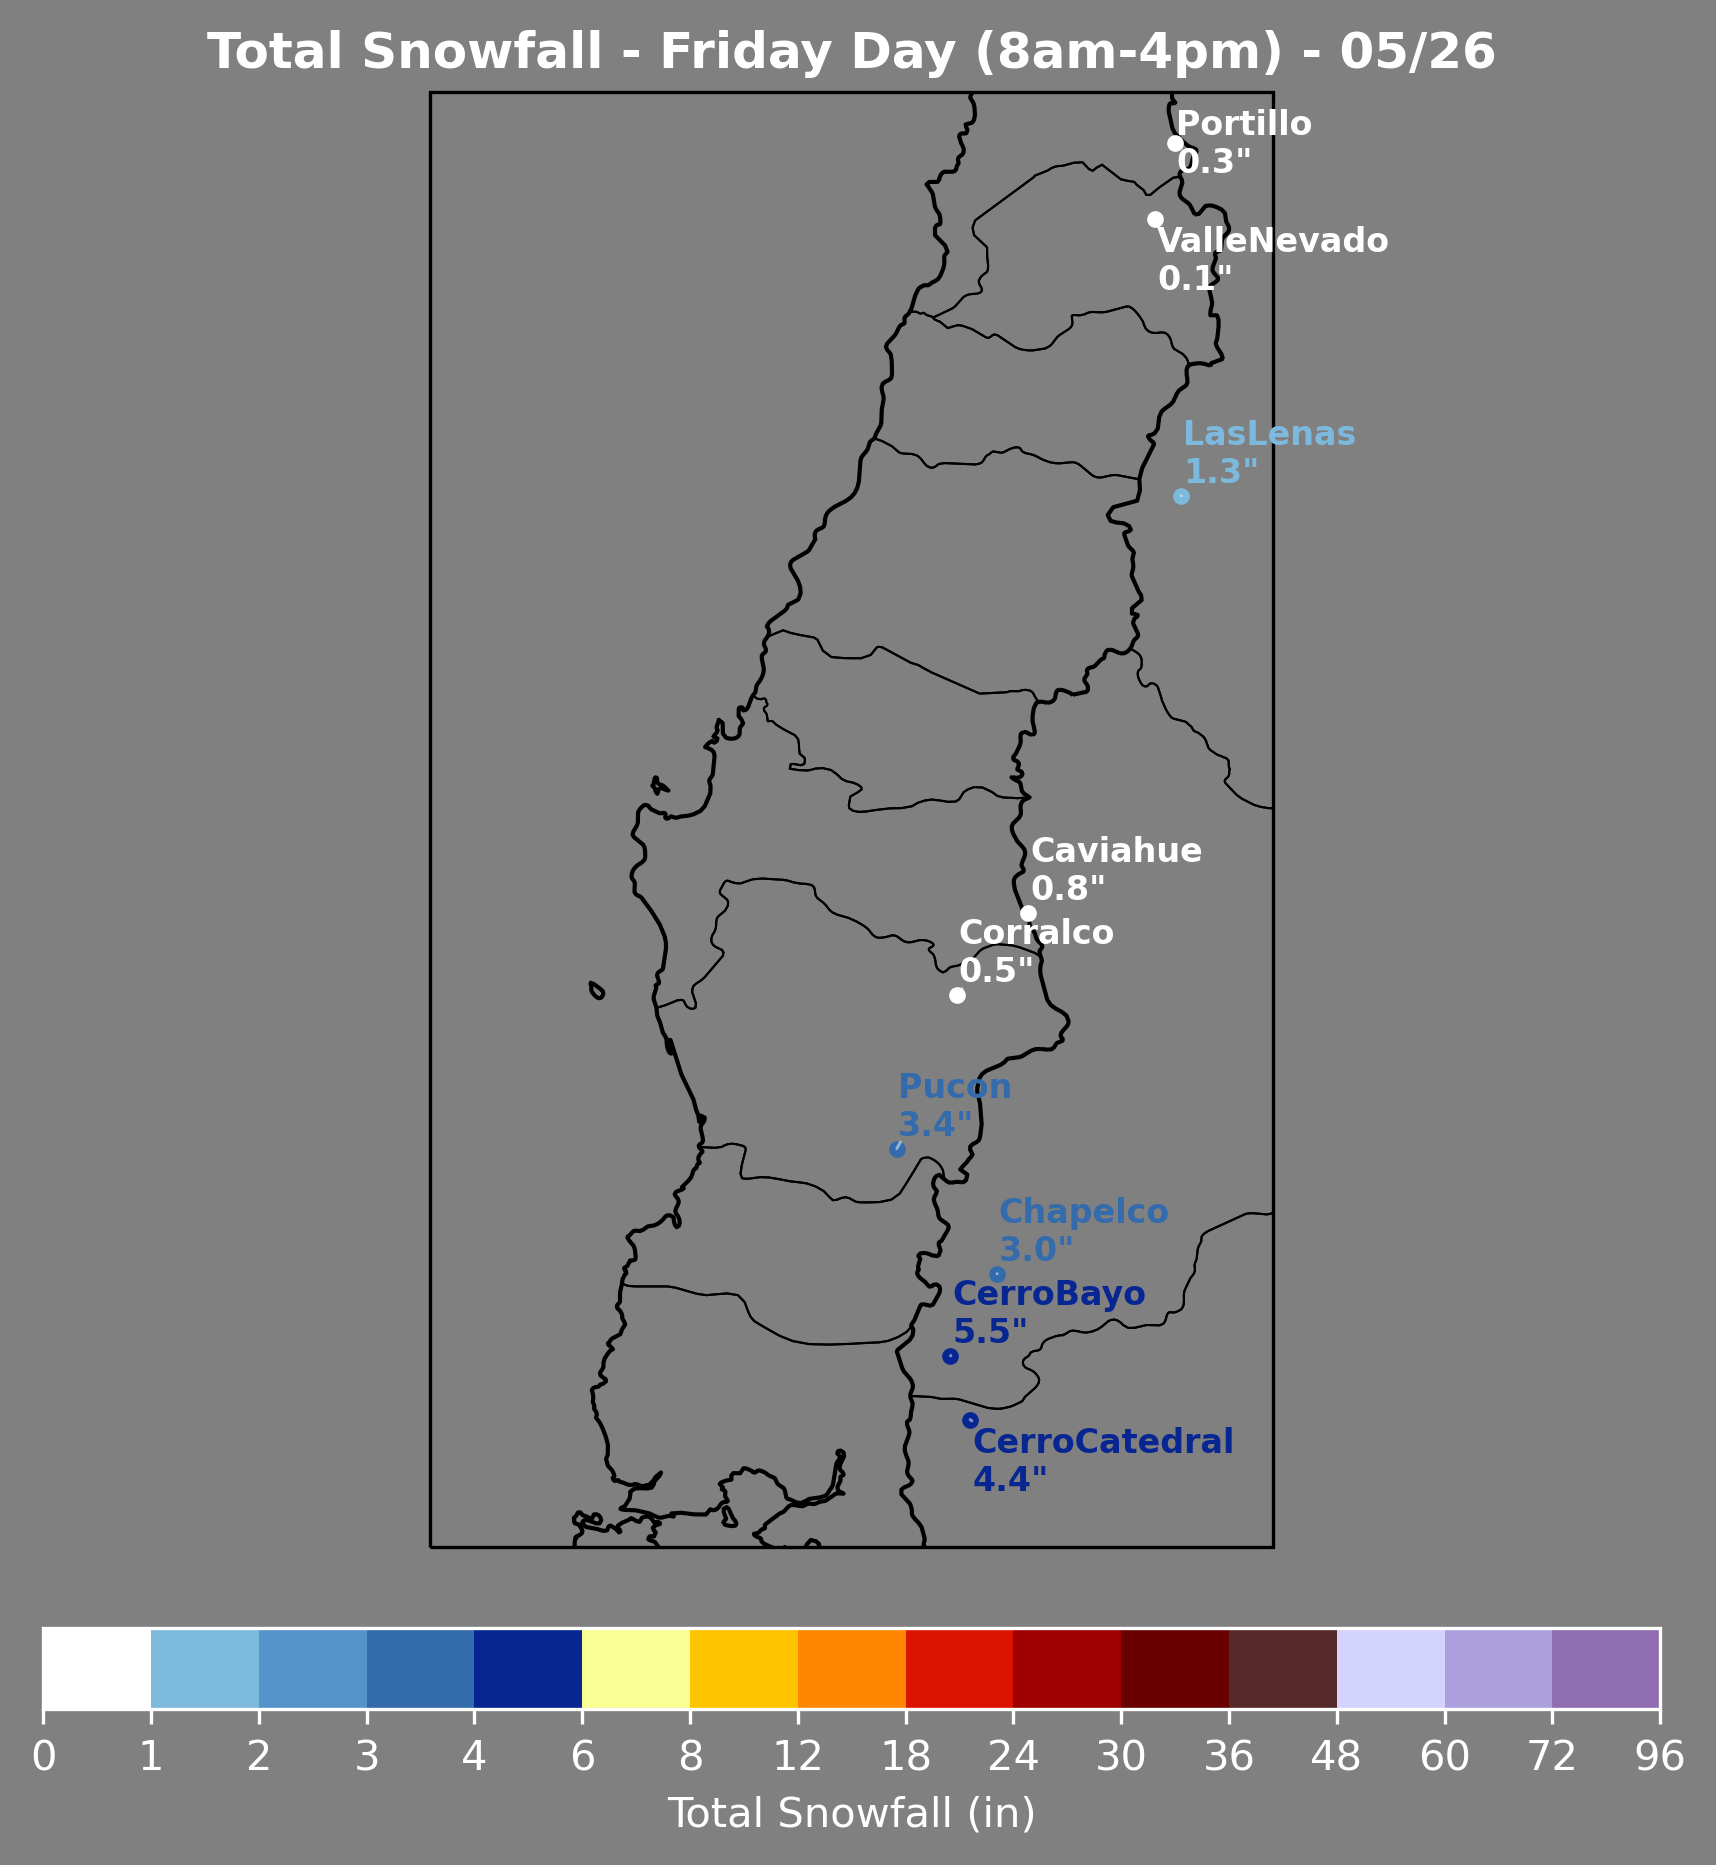 Total Snowfall - Friday Day (8am-4pm) - 05/26
Portillo
0.3"
ValleNevado
0.1"
LasLenas
1.3"
Caviahue
0.8"
Corralco
0.5"
Pucon
3.4"
Chapelco
3.0"
CerroBayo
5.5"
CerroCatedral
4.4"
0 1 2 3 4 6 8 12 18 24 30 36 48 60 72 96
Total Snowfall (in)